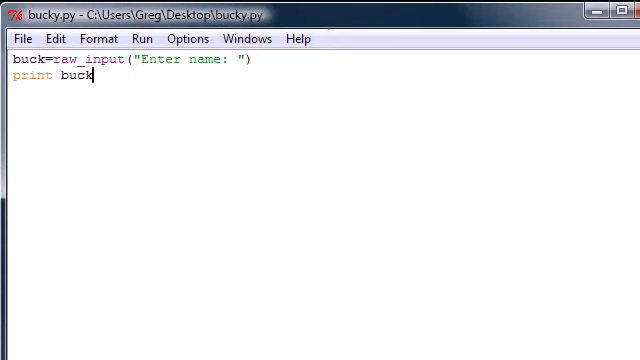 bucky.py - C:\Users\Greg\Desktop\bucky.py
File Edit Format Run Options Windows Help
buck=raw_input("Enter name: ")
print buck